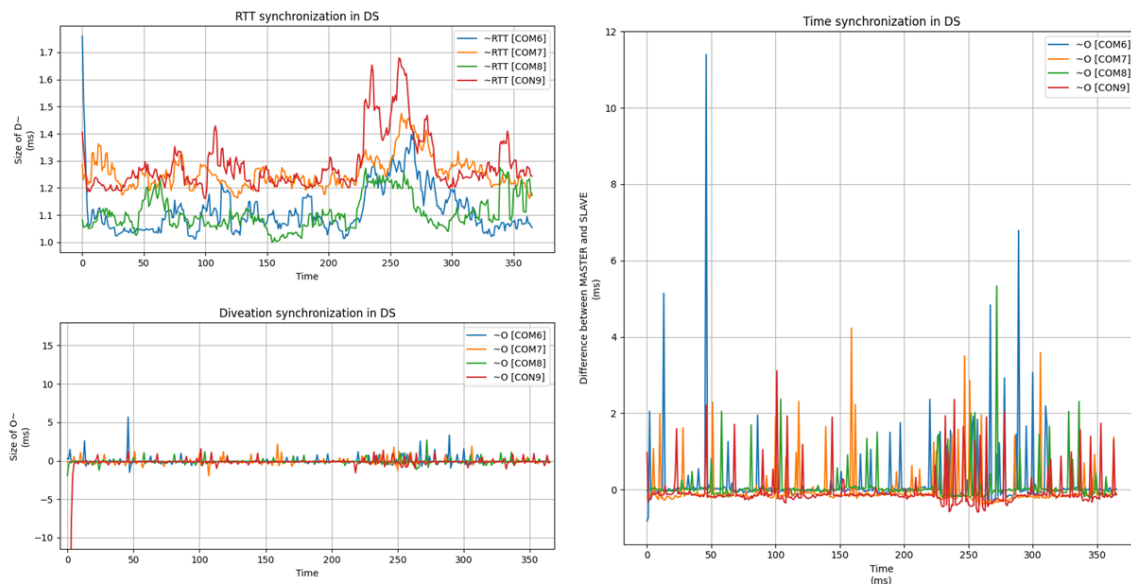 RTT synchronization in DS
~RTT [COM6]
~RTT [COM7]
~RTT [COM8]
~RTT [CON9]
1.7
1.6
1.5
1.4
1.3
1.2
1.1
1.0
Size of D~
(ms)
0 50 100 150 200 250 300 350
Time
Diveation synchronization in DS
~O [COM6]
~O [COM7]
~O [COM8]
~O [CON9]
15
10
5
0
−5
−10
Size of O~
(ms)
0 50 100 150 200 250 300 350
Time
Time synchronization in DS
~O [COM6]
~O [COM7]
~O [COM8]
~O [CON9]
12
10
8
6
4
2
0
Difference between MASTER and SLAVE
(ms)
0 50 100 150 200 250 300 350
Time
(ms)